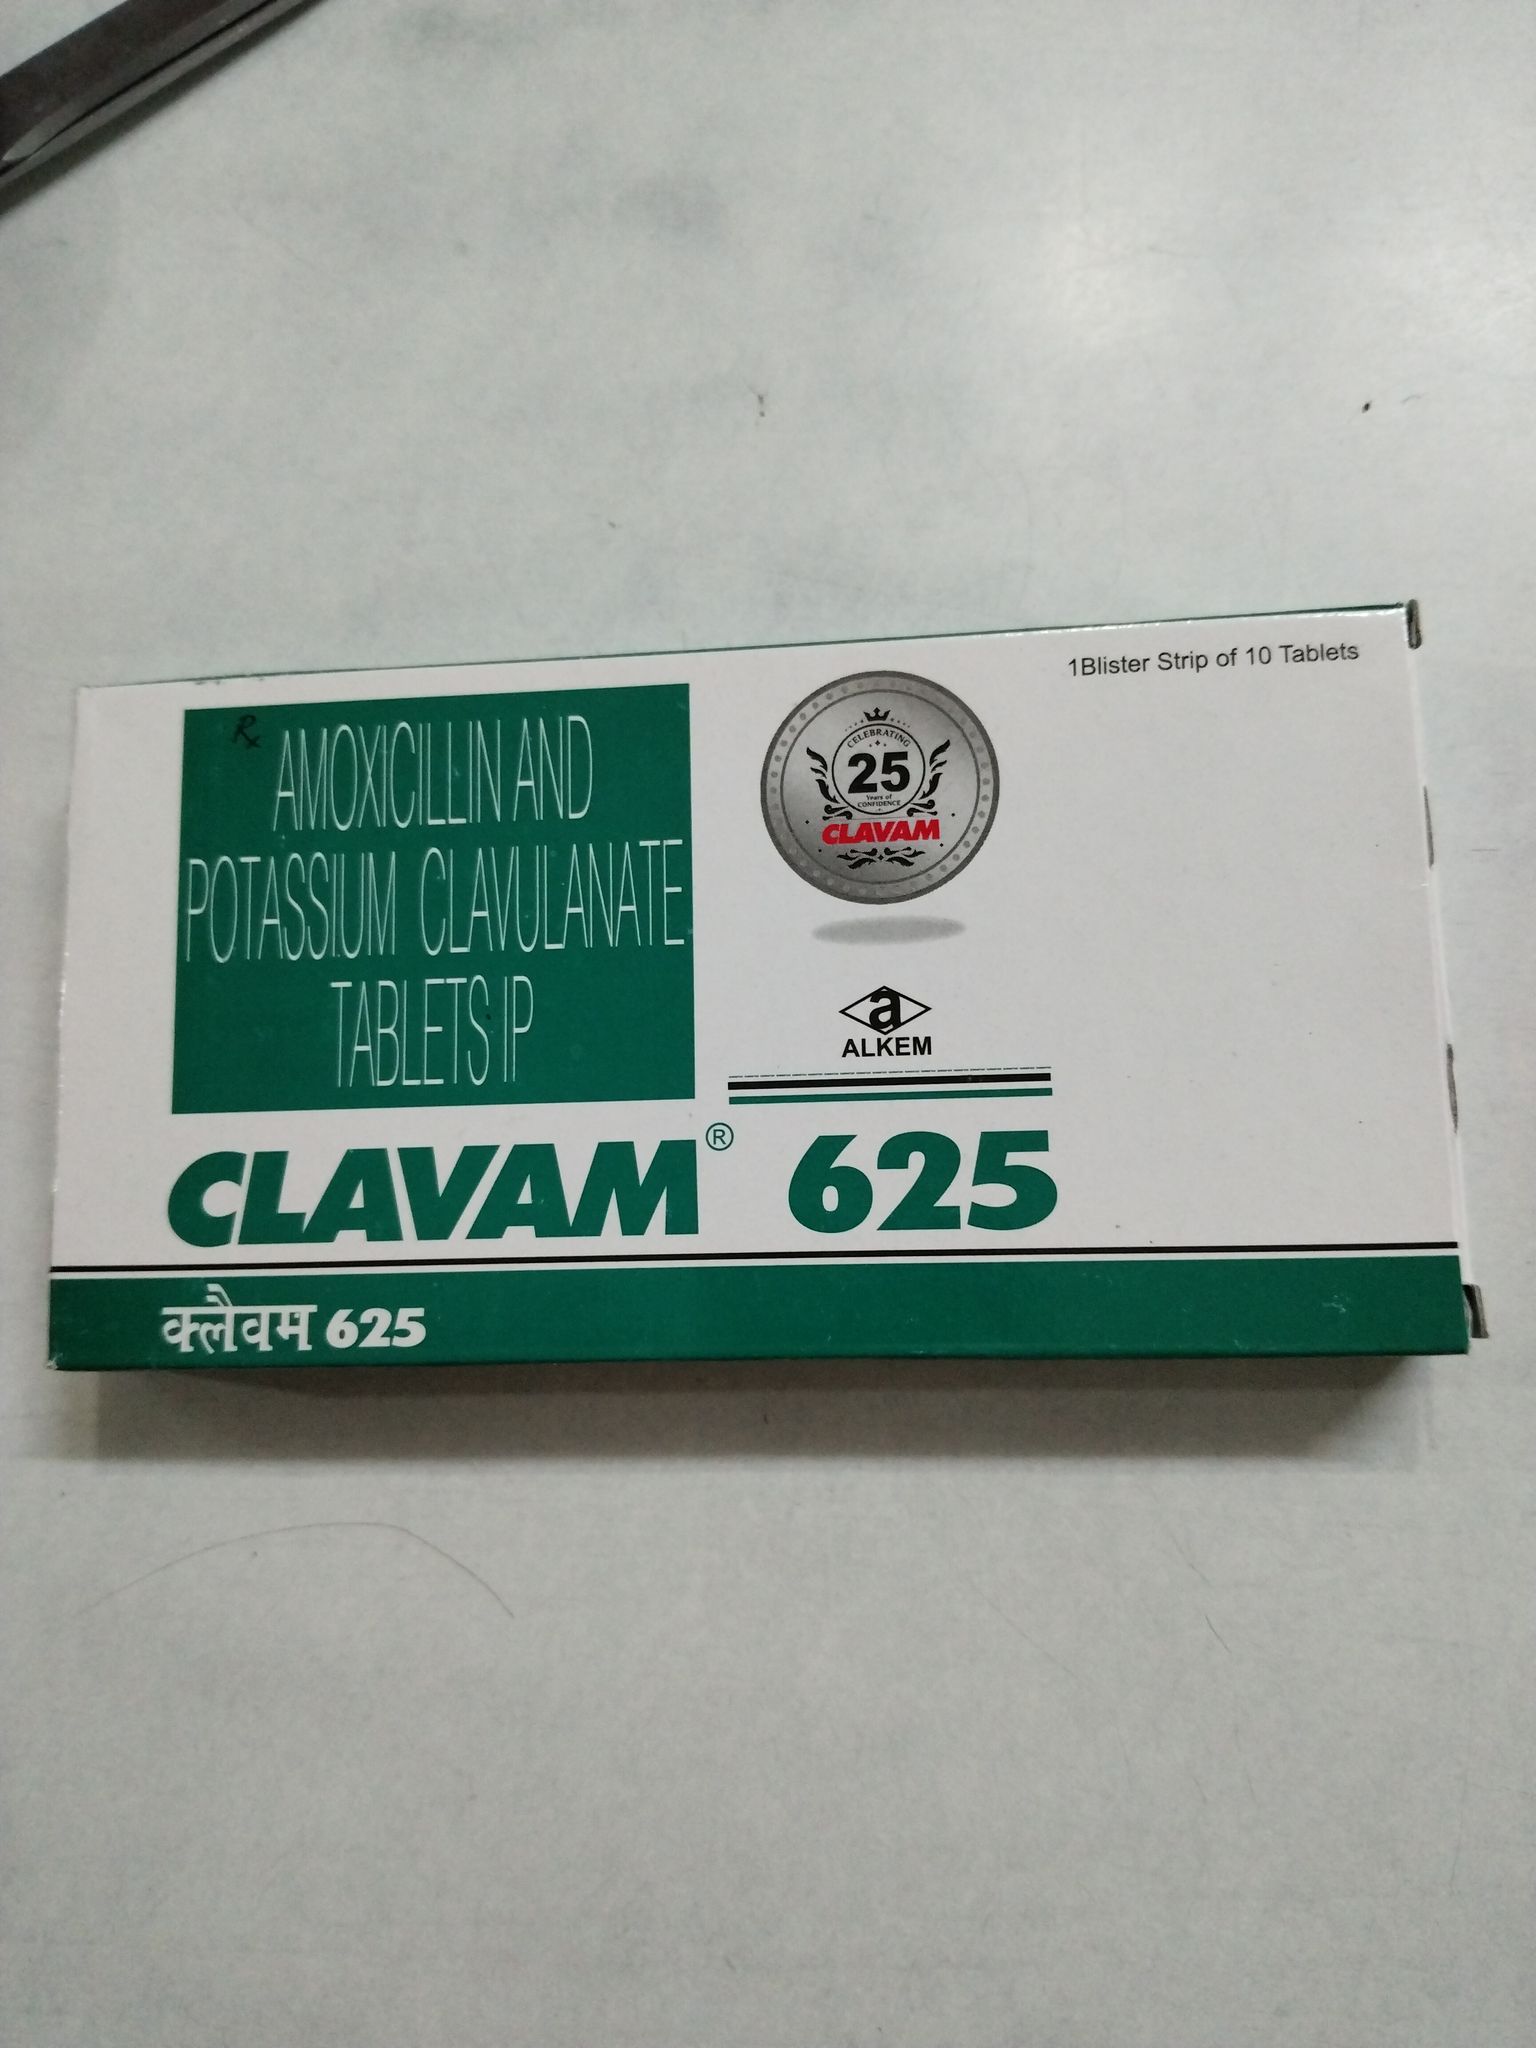 1Blister Strip of 10 Tablets
Rx
AMOXICILLIN AND
POTASSIUM CLAVULANATE
TABLETS IP
CELEBRATING
25
Years of
CONFIDENCE
CLAVAM
a
ALKEM
CLAVAM® 625
क्लैवम 625